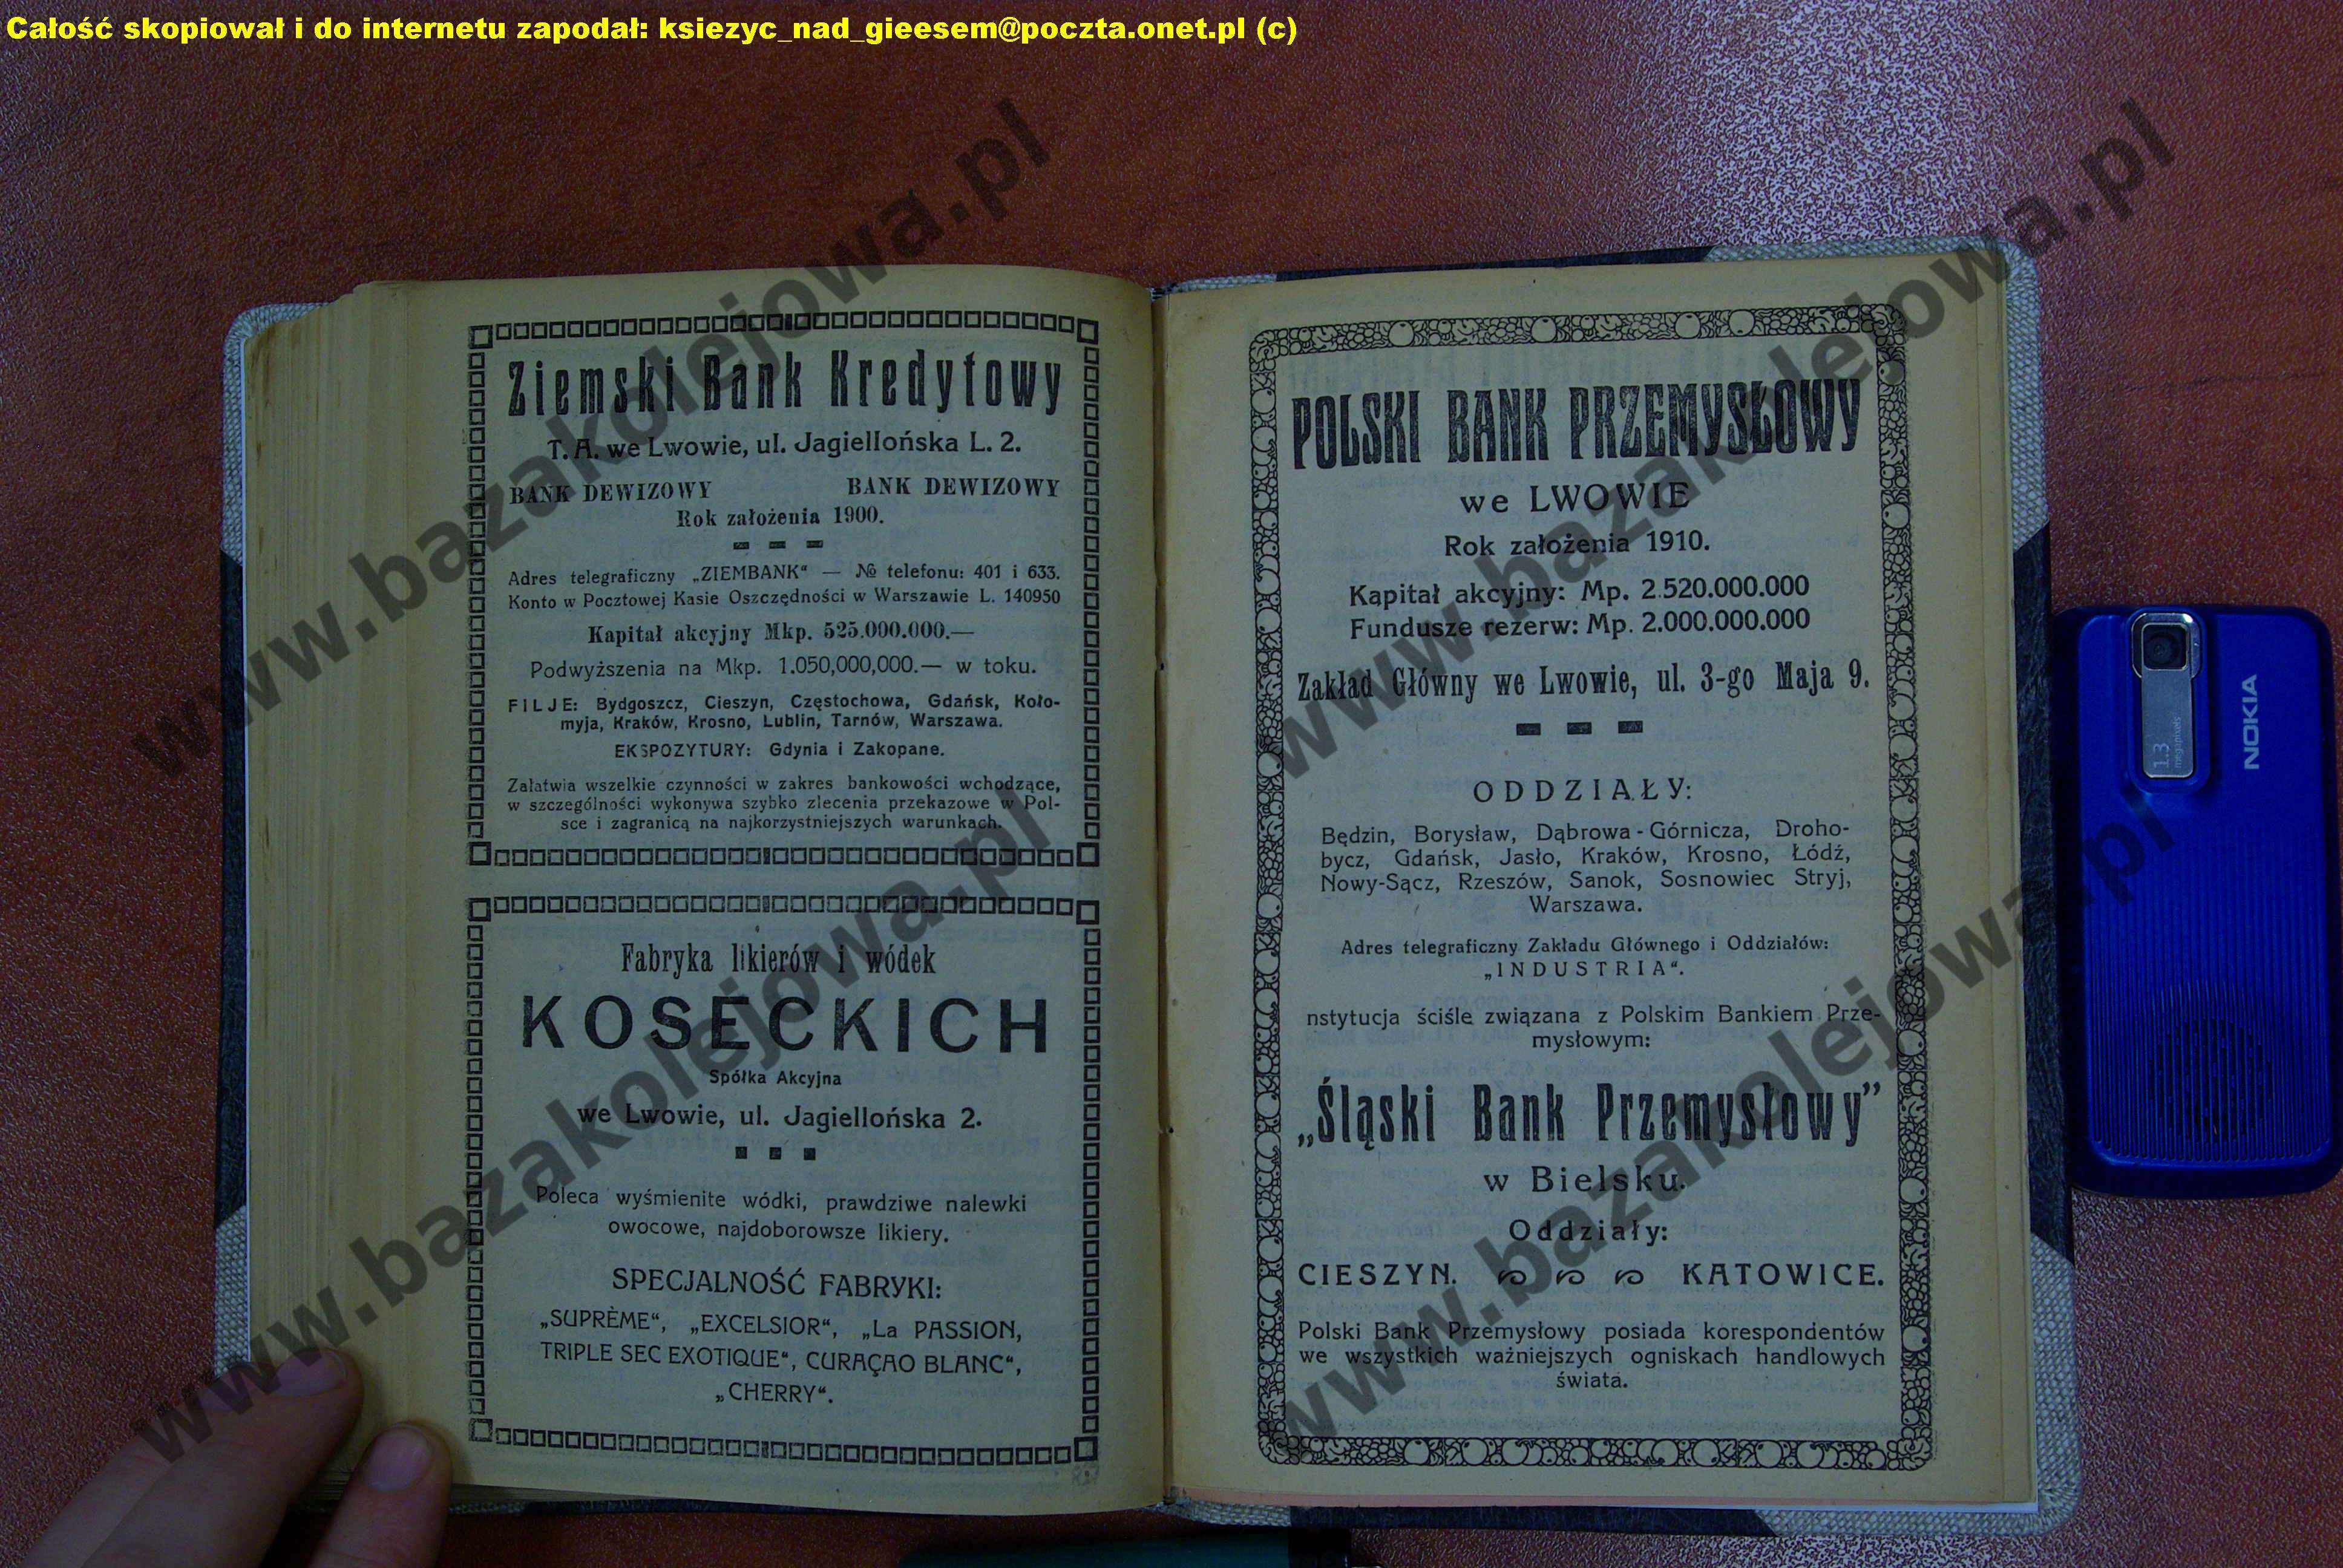 Całość skopiował i do internetu zapodał: ksiezyc_nad_gieesem@poczta.onet.pl (c)
Ziemski Bank Kredytowy
T. A. we Lwowie, ul. Jagiellońska L. 2.
BANK DEWIZOWY BANK DEWIZOWY
Rok założenia 1900.
Adres telegraficzny „ZIEMBANK“ — № telefonu: 401 i 633.
Konto w Pocztowej Kasie Oszczędności w Warszawie L. 140950
Kapitał akcyjny Mkp. 525.000.000.—
Podwyższenia na Mkp. 1.050,000,000.— w toku.
FILJE: Bydgoszcz, Cieszyn, Częstochowa, Gdańsk, Koło-
myja, Kraków, Krosno, Lublin, Tarnów, Warszawa.
EKSPOZYTURY: Gdynia i Zakopane.
Załatwia wszelkie czynności w zakres bankowości wchodzące,
w szczególności wykonywa szybko zlecenia przekazowe w Pol-
sce i zagranicą na najkorzystniejszych warunkach.
Fabryka likierów i wódek
KOSECKICH
Spółka Akcyjna
we Lwowie, ul. Jagiellońska 2.
Poleca wyśmienite wódki, prawdziwe nalewki
owocowe, najdoborowsze likiery.
SPECJALNOŚĆ FABRYKI:
„SUPRÈME“, „EXCELSIOR“, „La PASSION,
TRIPLE SEC EXOTIQUE“, CURAÇAO BLANC“,
„CHERRY“.
POLSKI BANK PRZEMYSŁOWY
we LWOWIE
Rok założenia 1910.
Kapitał akcyjny: Mp. 2.520.000.000
Fundusze rezerw: Mp. 2.000.000.000
Zakład Główny we Lwowie, ul. 3-go Maja 9.
ODDZIAŁY:
Będzin, Borysław, Dąbrowa-Górnicza, Droho-
bycz, Gdańsk, Jasło, Kraków, Krosno, Łódź,
Nowy-Sącz, Rzeszów, Sanok, Sosnowiec Stryj,
Warszawa.
Adres telegraficzny Zakładu Głównego i Oddziałów:
„INDUSTRIA“.
nstytucja ściśle związana z Polskim Bankiem Prze-
mysłowym:
„Śląski Bank Przemysłowy”
w Bielsku.
Oddziały:
CIESZYN. KATOWICE.
Polski Bank Przemysłowy posiada korespondentów
we wszystkich ważniejszych ogniskach handlowych
świata.
NOKIA
1.3
megapixels
www.bazakolejowa.pl
www.bazakolejowa.pl
www.bazakolejowa.pl
www.bazakolejowa.pl